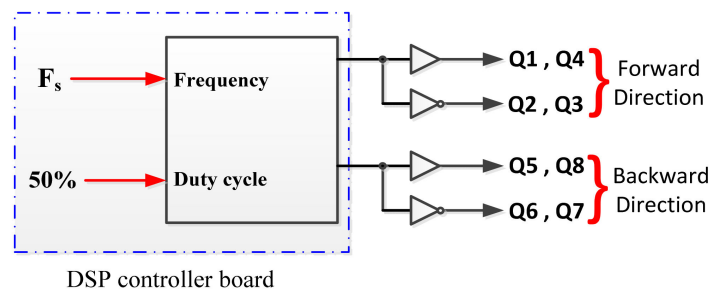 Fs
Frequency
50%
Duty cycle
Q1 , Q4
Q2 , Q3
Forward
Direction
Q5 , Q8
Q6 , Q7
Backward
Direction
DSP controller board